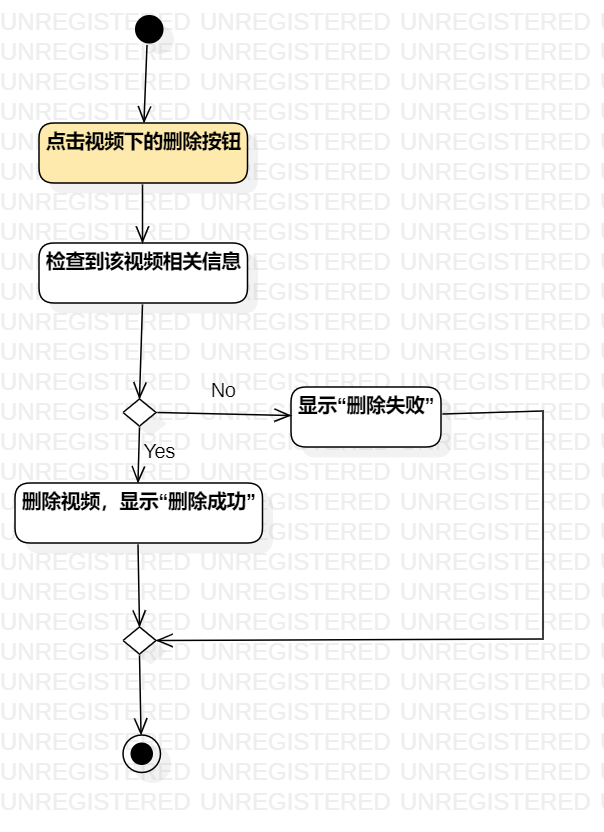 点击视频下的删除按钮
检查到该视频相关信息
No
显示“删除失败”
Yes
删除视频，显示“删除成功”
UNREGISTERED UNREGISTERED UNREGISTERED